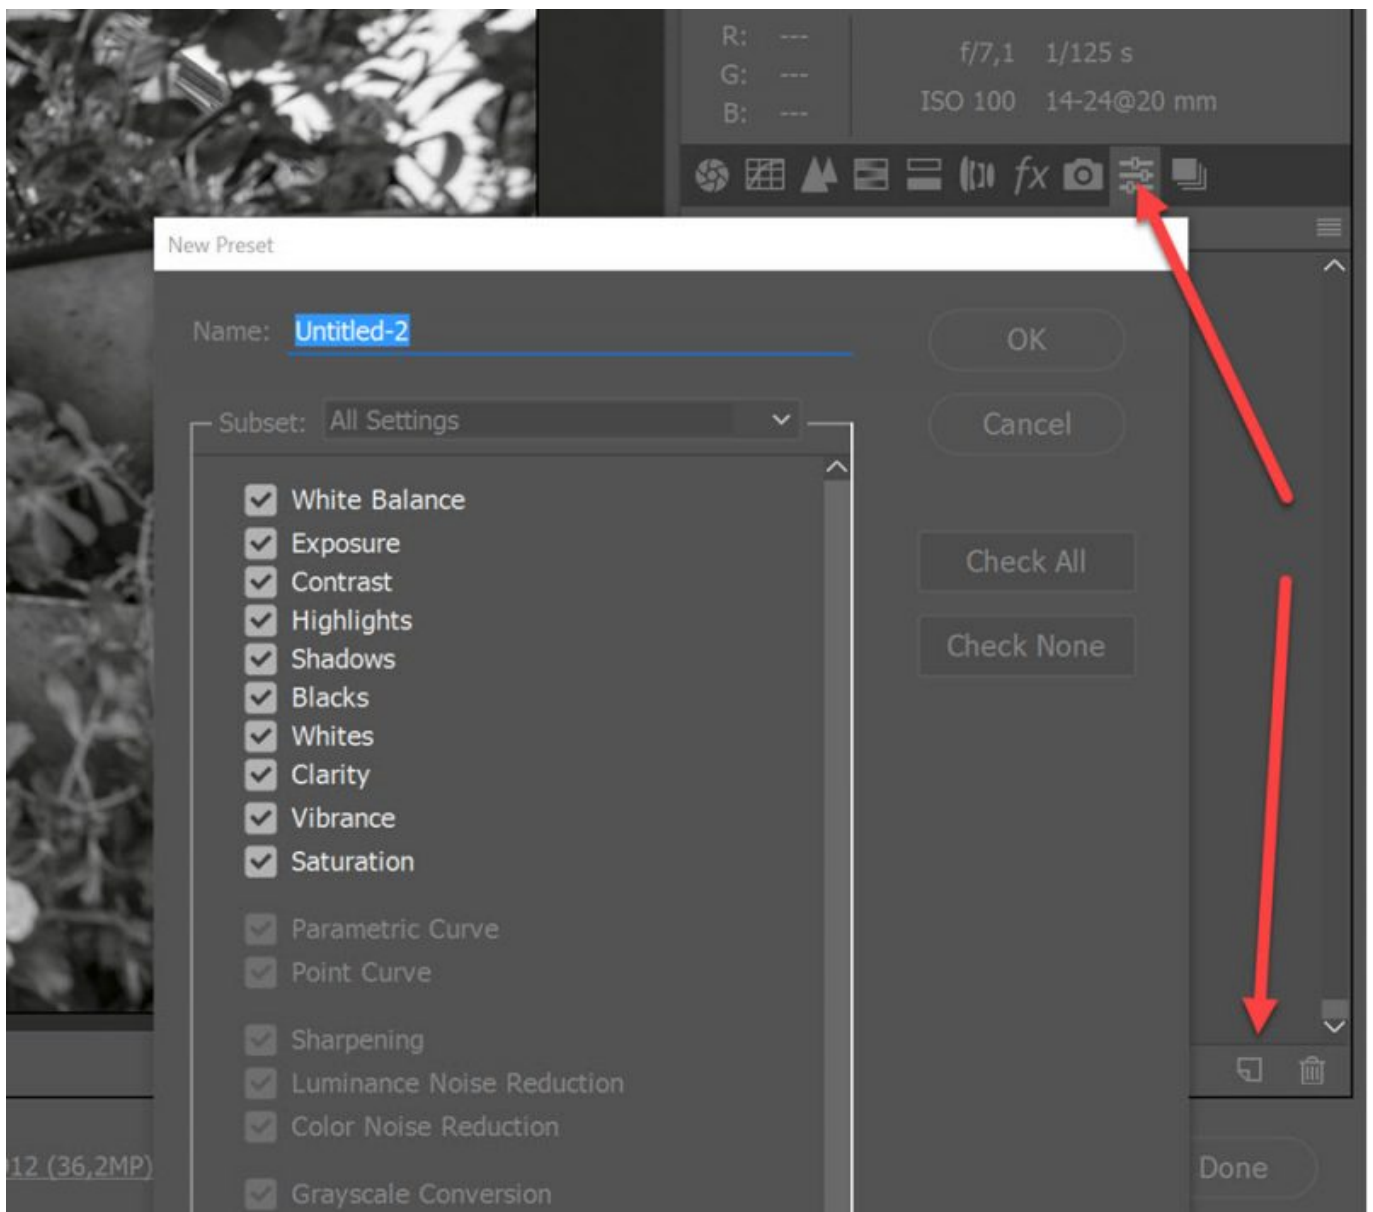 R: ---
G: ---
B: ---
f/7,1 1/125 s
ISO 100 14-24@20 mm
fx
New Preset
Name: Untitled-2
OK
Subset: All Settings
Cancel
White Balance
Exposure
Contrast
Highlights
Shadows
Blacks
Whites
Clarity
Vibrance
Saturation
Check All
Check None
Parametric Curve
Point Curve
Sharpening
Luminance Noise Reduction
Color Noise Reduction
Grayscale Conversion
12 (36,2MP)
Done